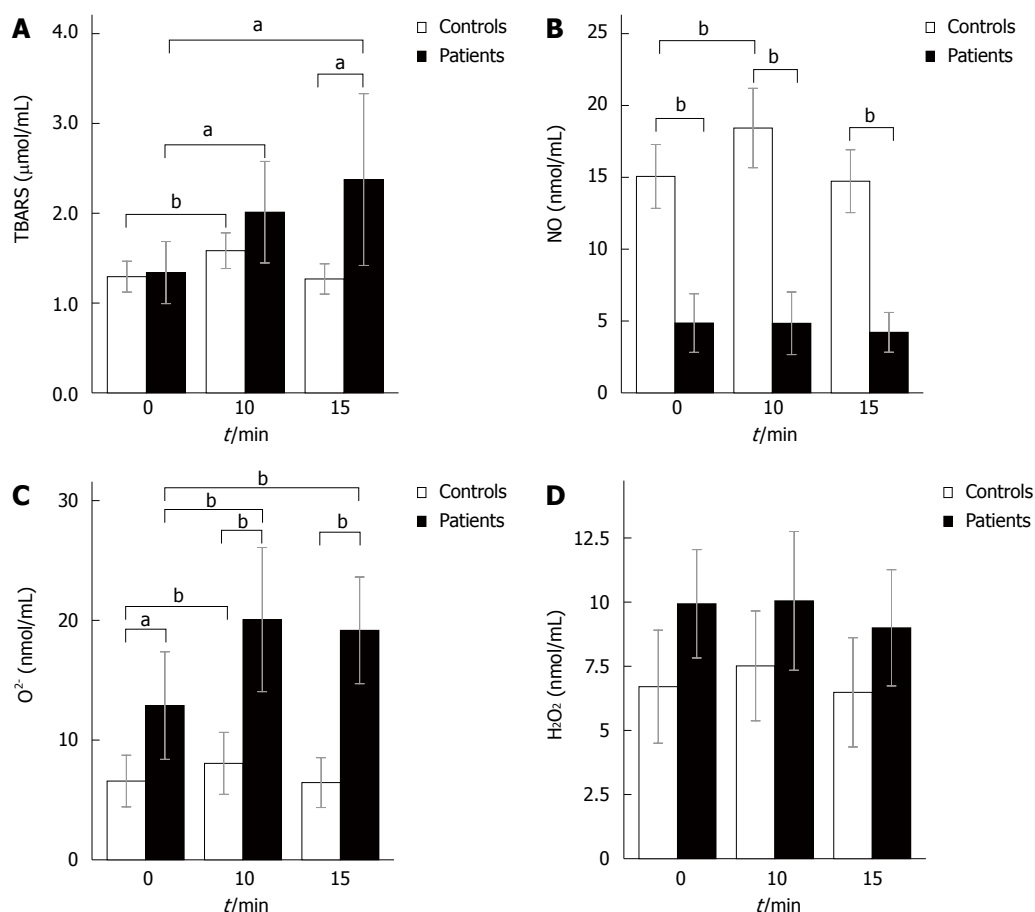 A
Controls
Patients
a
a
a
b
4.0
3.0
2.0
1.0
0.0
TBARS (μmol/mL)
0 10 15
t/min
B
Controls
Patients
b
b
b
b
25
20
15
10
5
0
NO (nmol/mL)
0 10 15
t/min
C
Controls
Patients
b
b
b
b
b
a
30
20
10
0
O²⁻ (nmol/mL)
0 10 15
t/min
D
Controls
Patients
12.5
10
7.5
5
2.5
0
H₂O₂ (nmol/mL)
0 10 15
t/min